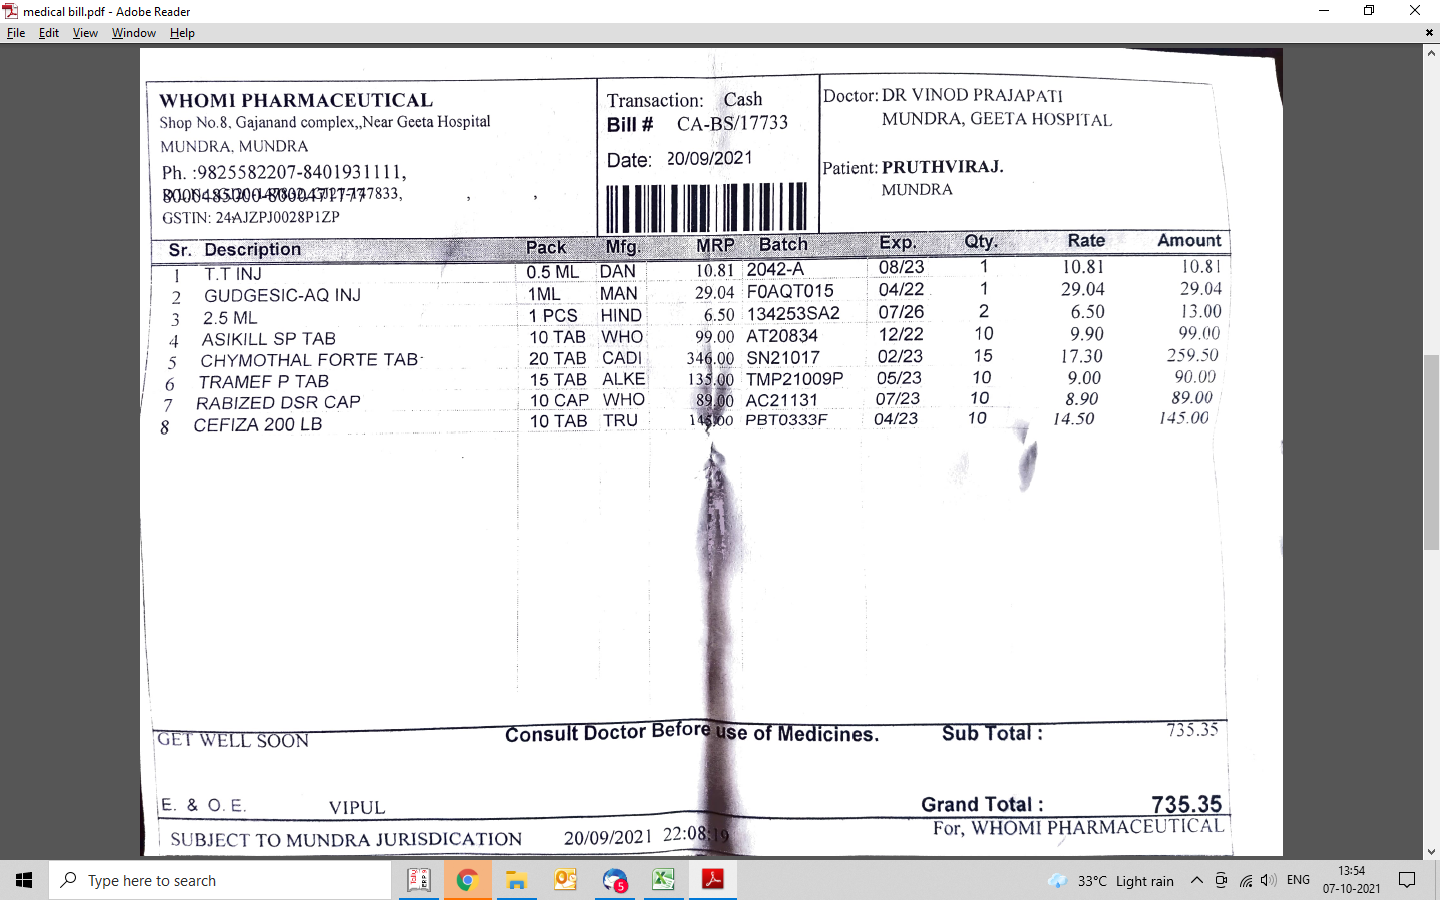 medical bill.pdf - Adobe Reader
File Edit View Window Help
WHOMI PHARMACEUTICAL
Shop No.8, Gajanand complex,,Near Geeta Hospital
MUNDRA, MUNDRA
Ph. :9825582207-8401931111,
8000485000-8000471777
GSTIN: 24AJZPJ0028P1ZP
Transaction: Cash
Bill # CA-BS/17733
Date: 20/09/2021
Doctor: DR VINOD PRAJAPATI
MUNDRA, GEETA HOSPITAL
Patient: PRUTHVIRAJ.
MUNDRA
Sr. Description Pack Mfg. MRP Batch Exp. Qty. Rate Amount
1 T.T INJ 0.5 ML DAN 10.81 2042-A 08/23 1 10.81 10.81
2 GUDGESIC-AQ INJ 1ML MAN 29.04 F0AQT015 04/22 1 29.04 29.04
3 2.5 ML 1 PCS HIND 6.50 134253SA2 07/26 2 6.50 13.00
4 ASIKILL SP TAB 10 TAB WHO 99.00 AT20834 12/22 10 9.90 99.00
5 CHYMOTHAL FORTE TAB 20 TAB CADI 346.00 SN21017 02/23 15 17.30 259.50
6 TRAMEF P TAB 15 TAB ALKE 135.00 TMP21009P 05/23 10 9.00 90.00
7 RABIZED DSR CAP 10 CAP WHO 89.00 AC21131 07/23 10 8.90 89.00
8 CEFIZA 200 LB 10 TAB TRU 145.00 PBT0333F 04/23 10 14.50 145.00
GET WELL SOON Consult Doctor Before use of Medicines. Sub Total : 735.35
E. & O. E. VIPUL Grand Total : 735.35
SUBJECT TO MUNDRA JURISDICATION 20/09/2021 22:08:19 For, WHOMI PHARMACEUTICAL
Type here to search
5
33°C Light rain
ENG
13:54
07-10-2021